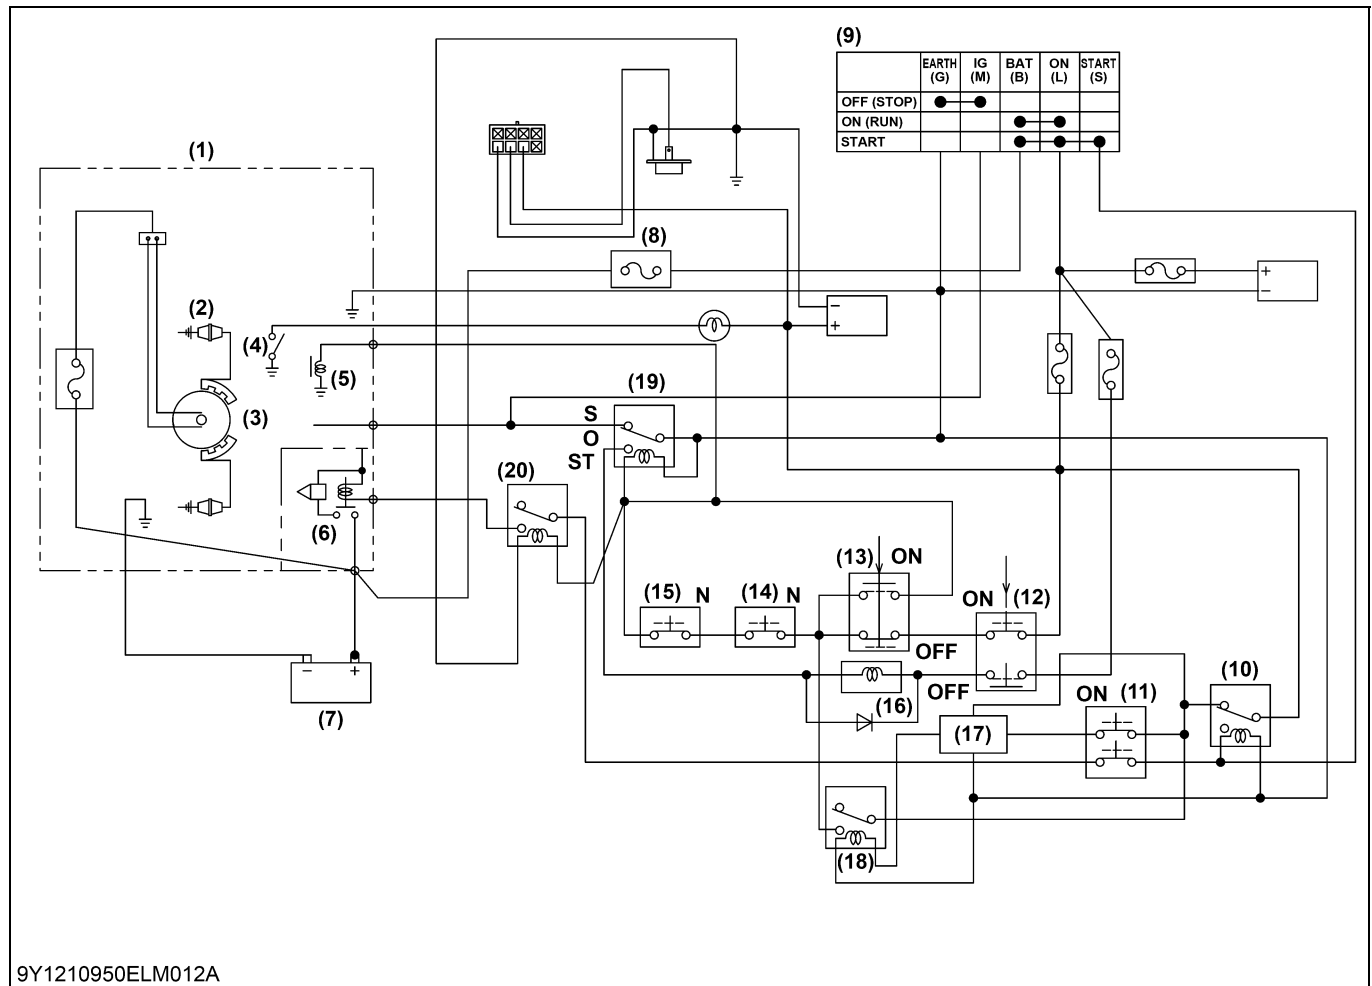 (9)
EARTH (G) IG (M) BAT (B) ON (L) START (S)
OFF (STOP)
ON (RUN)
START
(1)
(8)
+
−
(2)
−
+
(4)
(5)
(19)
(3)
S
O
ST
(20)
(6)
(13) ON
(15) N (14) N
ON (12)
OFF
− +
(7)
OFF
(16)
(10)
ON (11)
(17)
(18)
9Y1210950ELM012A